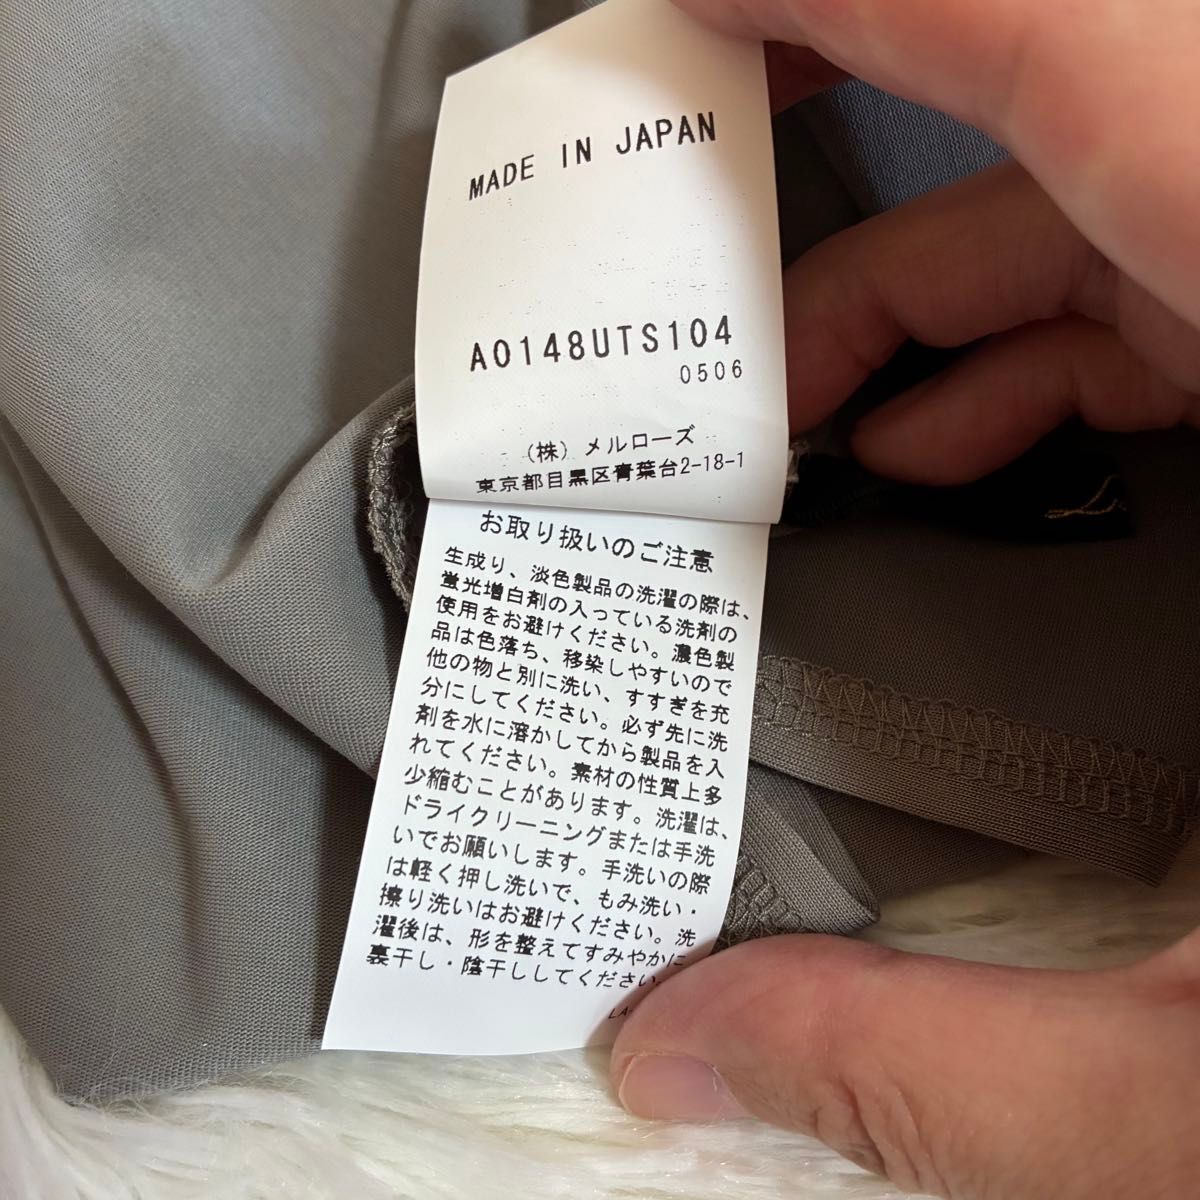 MADE IN JAPAN
A0148UTS104
0506
(株) メルローズ
東京都目黒区青葉台2-18-1
お取り扱いのご注意
生成り、淡色製品の洗濯の際は、
蛍光増白剤の入っている洗剤の
使用をお避けください。濃色製
品は色落ち、移染しやすいので
他の物と別に洗い、すすぎを充
分にしてください。必ず先に洗
剤を水に溶かしてから製品を入
れてください。素材の性質上多
少縮むことがあります。洗濯は、
ドライクリーニングまたは手洗
いでお願いします。手洗いの際
は軽く押し洗いで、もみ洗い・
擦り洗いはお避けください。洗
濯後は、形を整えてすみやかに
裏干し・陰干ししてください